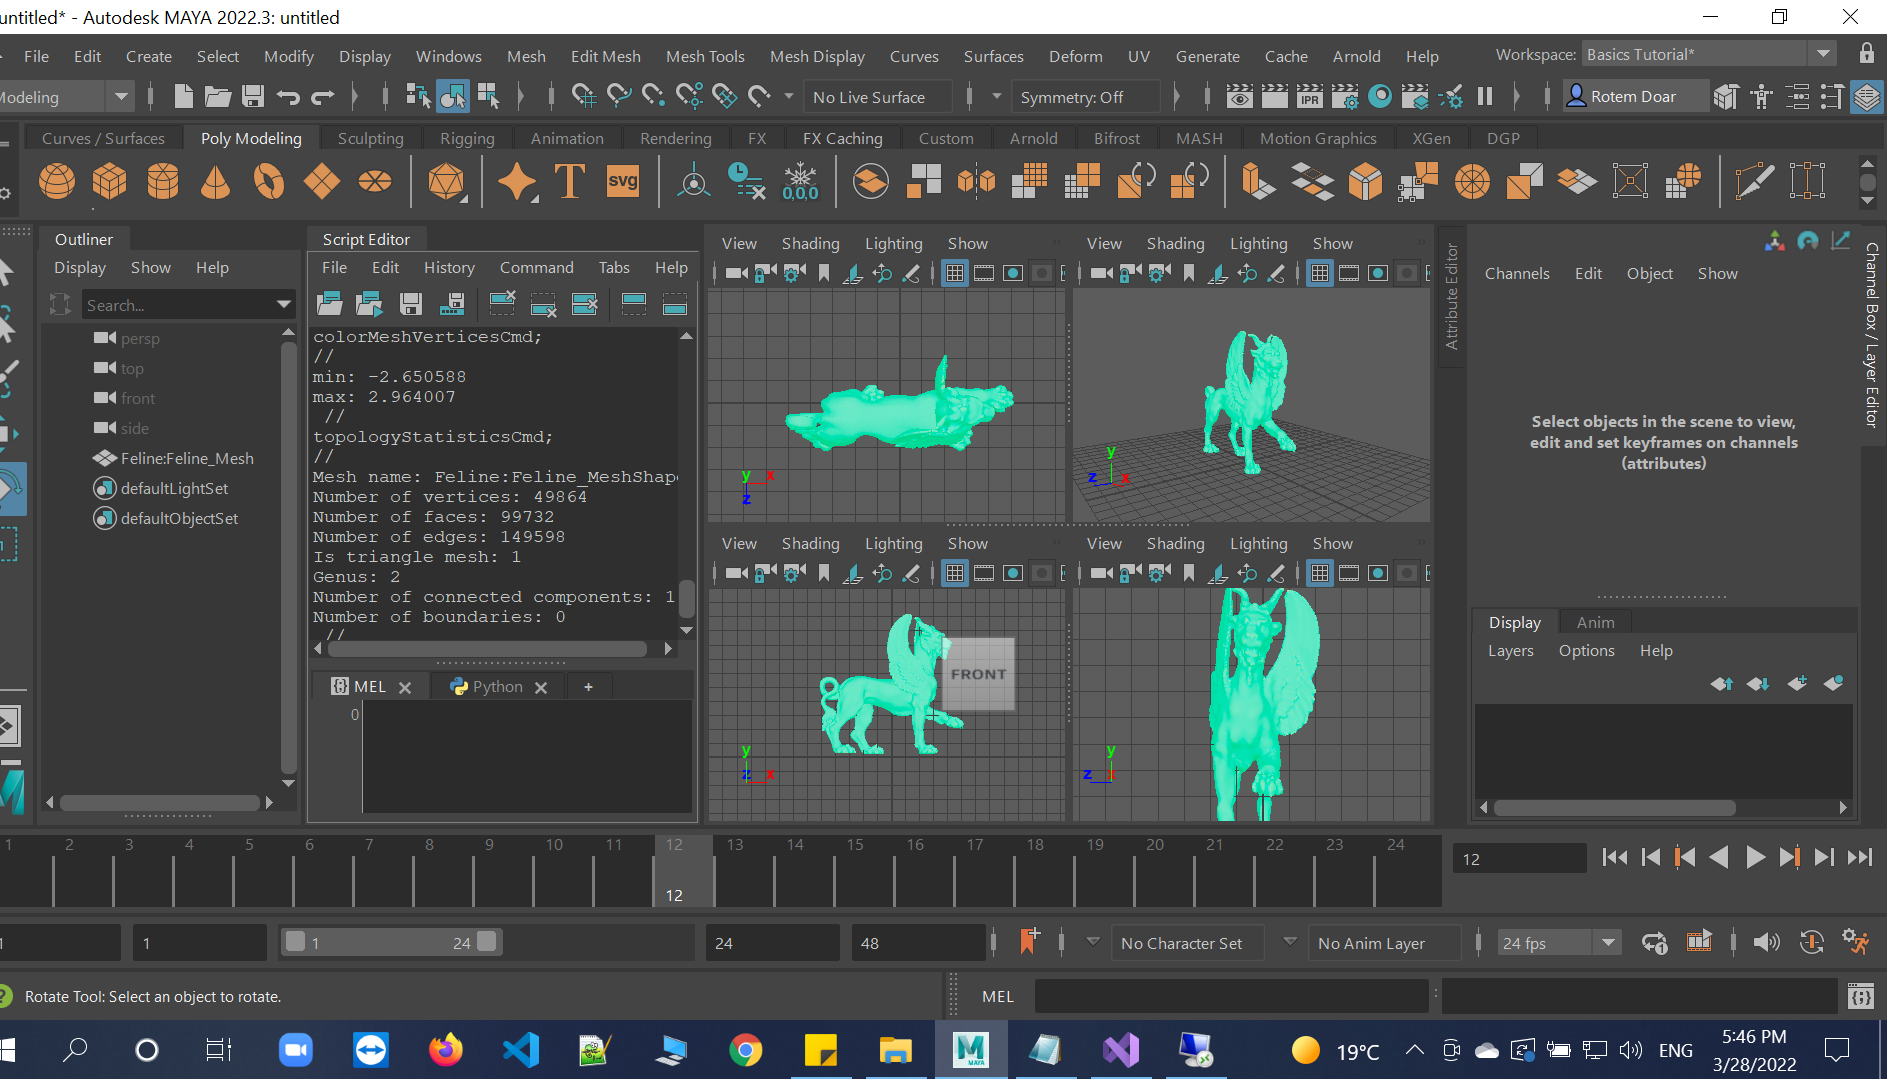 untitled* - Autodesk MAYA 2022.3: untitled
File Edit Create Select Modify Display Windows Mesh Edit Mesh Mesh Tools Mesh Display Curves Surfaces Deform UV Generate Cache Arnold Help Workspace: Basics Tutorial*
Modeling No Live Surface Symmetry: Off IPR Rotem Doar
Curves / Surfaces Poly Modeling Sculpting Rigging Animation Rendering FX FX Caching Custom Arnold Bifrost MASH Motion Graphics XGen DGP
T svg 0,0,0
Outliner
Display Show Help
Search...
persp
top
front
side
Feline:Feline_Mesh
defaultLightSet
defaultObjectSet
Script Editor
File Edit History Command Tabs Help
colorMeshVerticesCmd;
//
min: -2.650588
max: 2.964007
//
topologyStatisticsCmd;
//
Mesh name: Feline:Feline_MeshShap
Number of vertices: 49864
Number of faces: 99732
Number of edges: 149598
Is triangle mesh: 1
Genus: 2
Number of connected components: 1
Number of boundaries: 0
//
MEL Python +
0
View Shading Lighting Show
y x
z
View Shading Lighting Show
y
z x
View Shading Lighting Show
FRONT
y
z x
View Shading Lighting Show
y
z x
Attribute Editor
Channels Edit Object Show
Select objects in the scene to view,
edit and set keyframes on channels
(attributes)
Channel Box / Layer Editor
Display Anim
Layers Options Help
1 2 3 4 5 6 7 8 9 10 11 12 13 14 15 16 17 18 19 20 21 22 23 24
12
12
1 1 1 24 24 48 No Character Set No Anim Layer 24 fps
Rotate Tool: Select an object to rotate.
MEL
:
MAYA
19°C
ENG
5:46 PM
3/28/2022